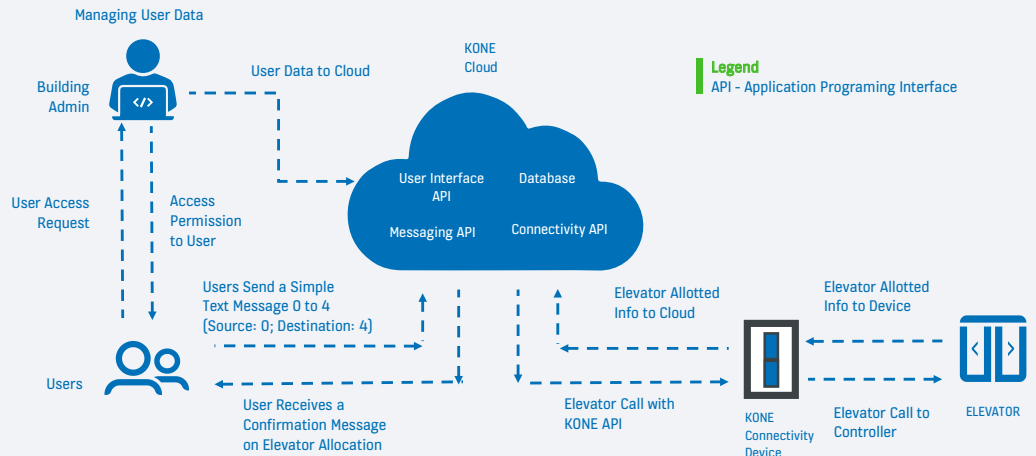 Managing User Data
Building
Admin
</>
User Data to Cloud
KONE
Cloud
Legend
API - Application Programing Interface
User Interface
API
Database
Messaging API
Connectivity API
User Access
Request
Access
Permission
to User
Users Send a Simple
Text Message 0 to 4
(Source: 0; Destination: 4)
Elevator Allotted
Info to Cloud
Elevator Allotted
Info to Device
Users
User Receives a
Confirmation Message
on Elevator Allocation
Elevator Call with
KONE API
KONE
Connectivity
Device
Elevator Call to
Controller
ELEVATOR